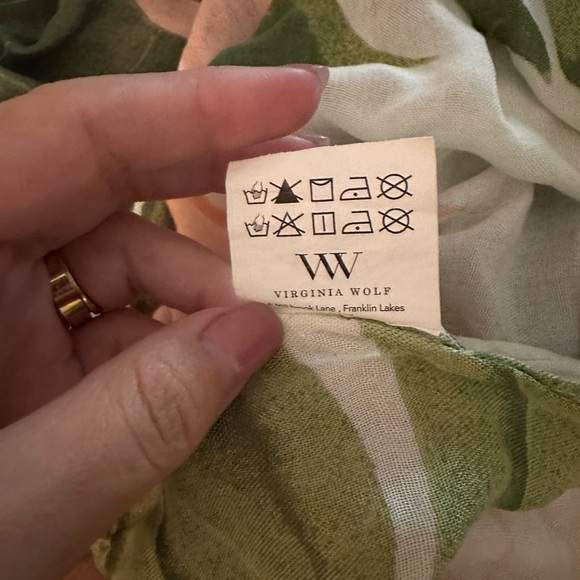 VW
VIRGINIA WOLF
Lane , Franklin Lakes